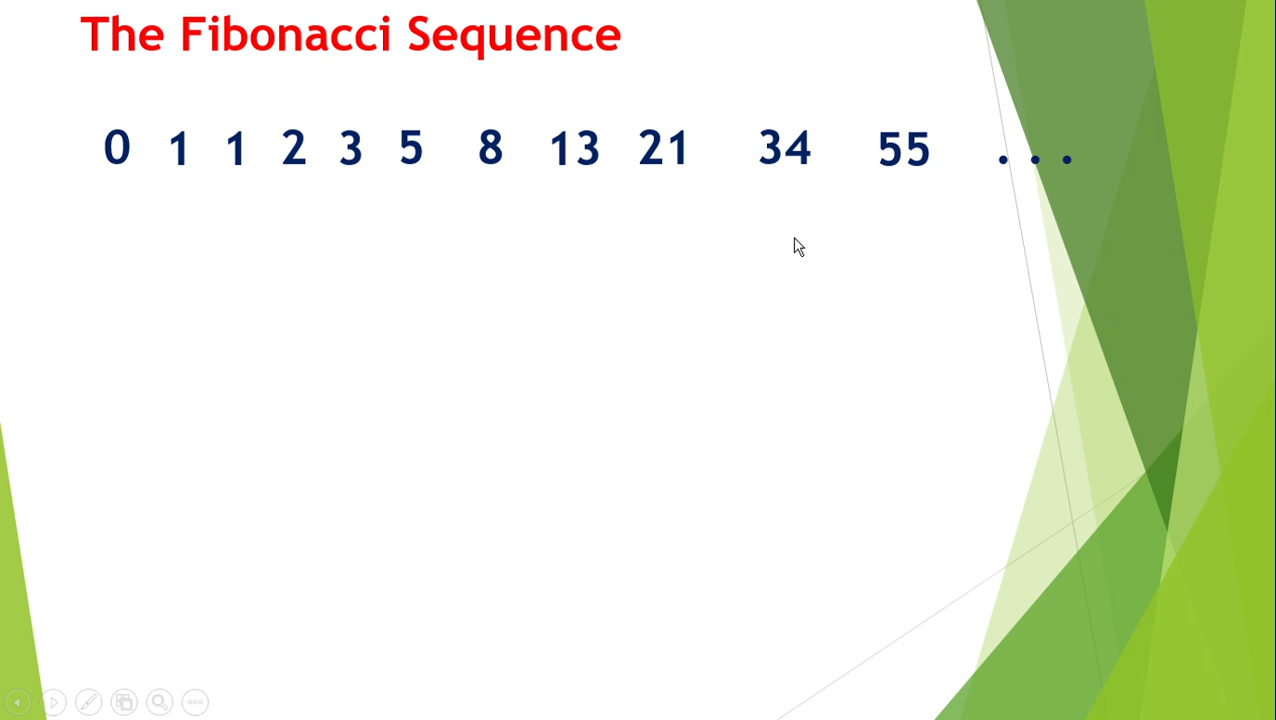 The Fibonacci Sequence
0 1 1 2 3 5 8 13 21 34 55 . . .